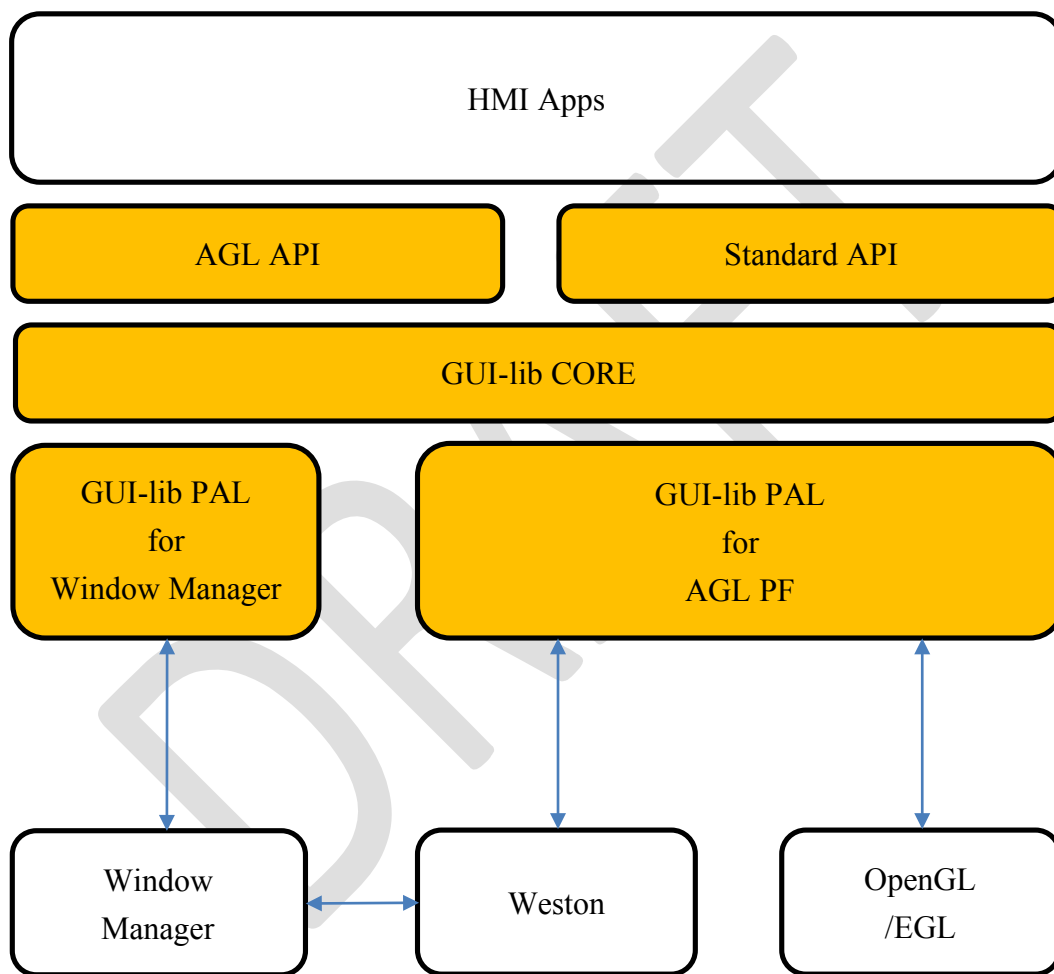 HMI Apps
AGL API
Standard API
GUI-lib CORE
GUI-lib PAL
for
Window Manager
GUI-lib PAL
for
AGL PF
Window
Manager
Weston
OpenGL
/EGL
DRAFT